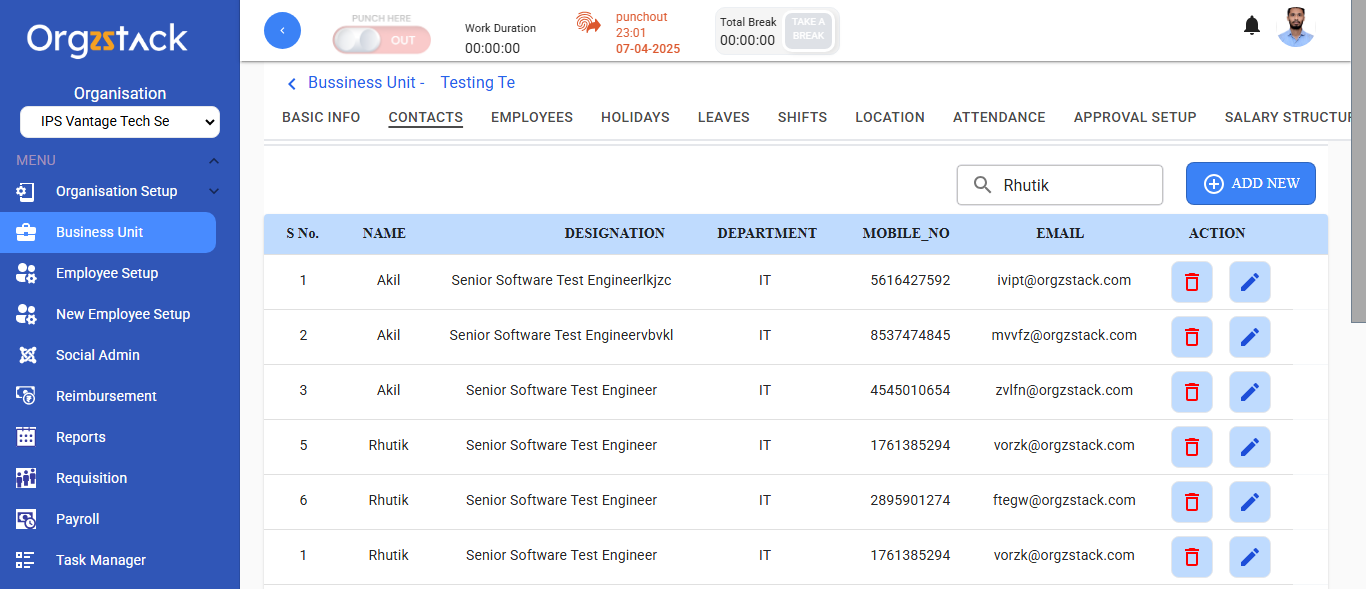 Orgzstack
Organisation
IPS Vantage Tech Se
MENU
Organisation Setup
Business Unit
Employee Setup
New Employee Setup
Social Admin
Reimbursement
Reports
Requisition
Payroll
Task Manager
PUNCH HERE
OUT
Work Duration
00:00:00
punchout
23:01
07-04-2025
Total Break
00:00:00
TAKE A
BREAK
Bussiness Unit - Testing Te
BASIC INFO CONTACTS EMPLOYEES HOLIDAYS LEAVES SHIFTS LOCATION ATTENDANCE APPROVAL SETUP SALARY STRUCTUR
Rhutik
ADD NEW
S No. NAME DESIGNATION DEPARTMENT MOBILE_NO EMAIL ACTION
1 Akil Senior Software Test Engineerlkjzc IT 5616427592 ivipt@orgzstack.com
2 Akil Senior Software Test Engineervbvkl IT 8537474845 mvvfz@orgzstack.com
3 Akil Senior Software Test Engineer IT 4545010654 zvlfn@orgzstack.com
5 Rhutik Senior Software Test Engineer IT 1761385294 vorzk@orgzstack.com
6 Rhutik Senior Software Test Engineer IT 2895901274 ftegw@orgzstack.com
1 Rhutik Senior Software Test Engineer IT 1761385294 vorzk@orgzstack.com